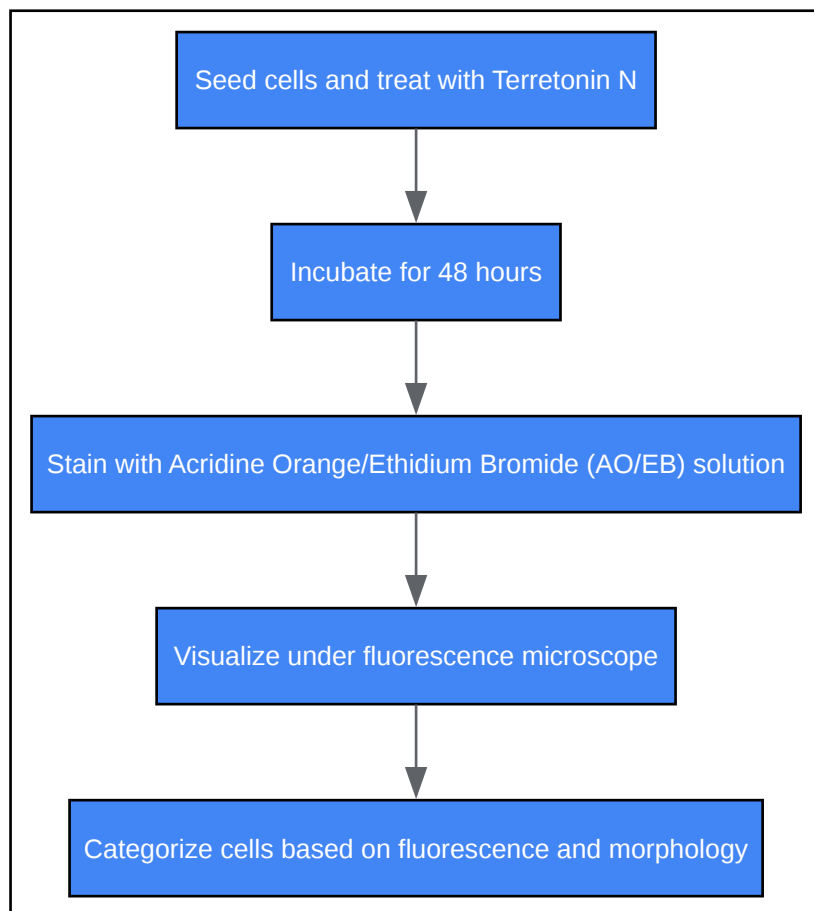 Seed cells and treat with Terretonin N
Incubate for 48 hours
Stain with Acridine Orange/Ethidium Bromide (AO/EB) solution
Visualize under fluorescence microscope
Categorize cells based on fluorescence and morphology